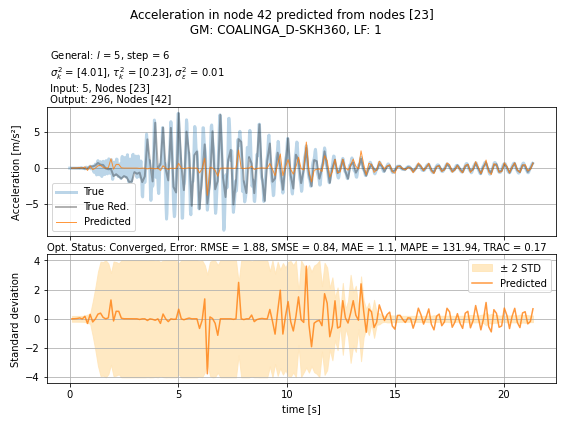 Acceleration in node 42 predicted from nodes [23]
GM: COALINGA_D-SKH360, LF: 1
General: l = 5, step = 6
σ²ₖ = [4.01], τ²ₖ = [0.23], σ²ε = 0.01
Input: 5, Nodes [23]
Output: 296, Nodes [42]
Acceleration [m/s²]
5
0
−5
True
True Red.
Predicted
Opt. Status: Converged, Error: RMSE = 1.88, SMSE = 0.84, MAE = 1.1, MAPE = 131.94, TRAC = 0.17
Standard deviation
4
2
0
−2
−4
± 2 STD
Predicted
0 5 10 15 20
time [s]